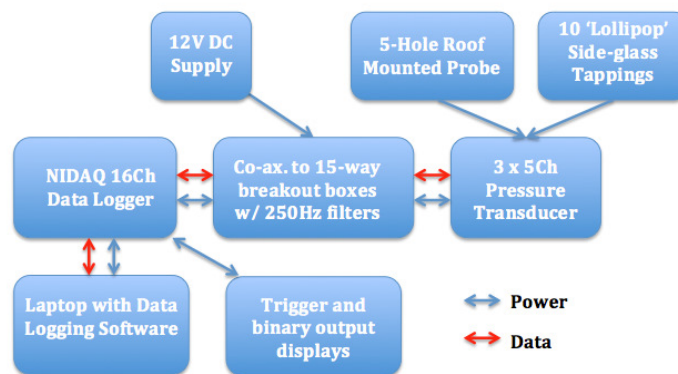 12V DC
Supply
5-Hole Roof
Mounted Probe
10 ‘Lollipop’
Side-glass
Tappings
NIDAQ 16Ch
Data Logger
Co-ax. to 15-way
breakout boxes
w/ 250Hz filters
3 x 5Ch
Pressure
Transducer
Laptop with Data
Logging Software
Trigger and
binary output
displays
Power
Data